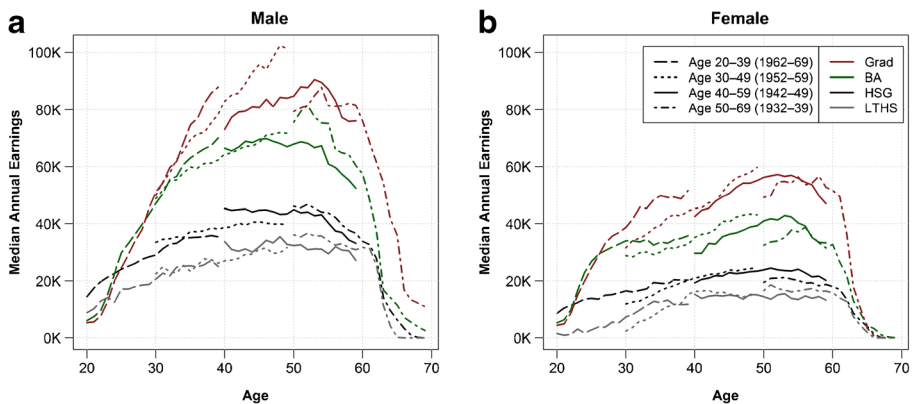 a
Male
Median Annual Earnings
100K
80K
60K
40K
20K
0K
20 30 40 50 60 70
Age
b
Female
Median Annual Earnings
100K
80K
60K
40K
20K
0K
20 30 40 50 60 70
Age
Age 20–39 (1962–69)
Age 30–49 (1952–59)
Age 40–59 (1942–49)
Age 50–69 (1932–39)
Grad
BA
HSG
LTHS